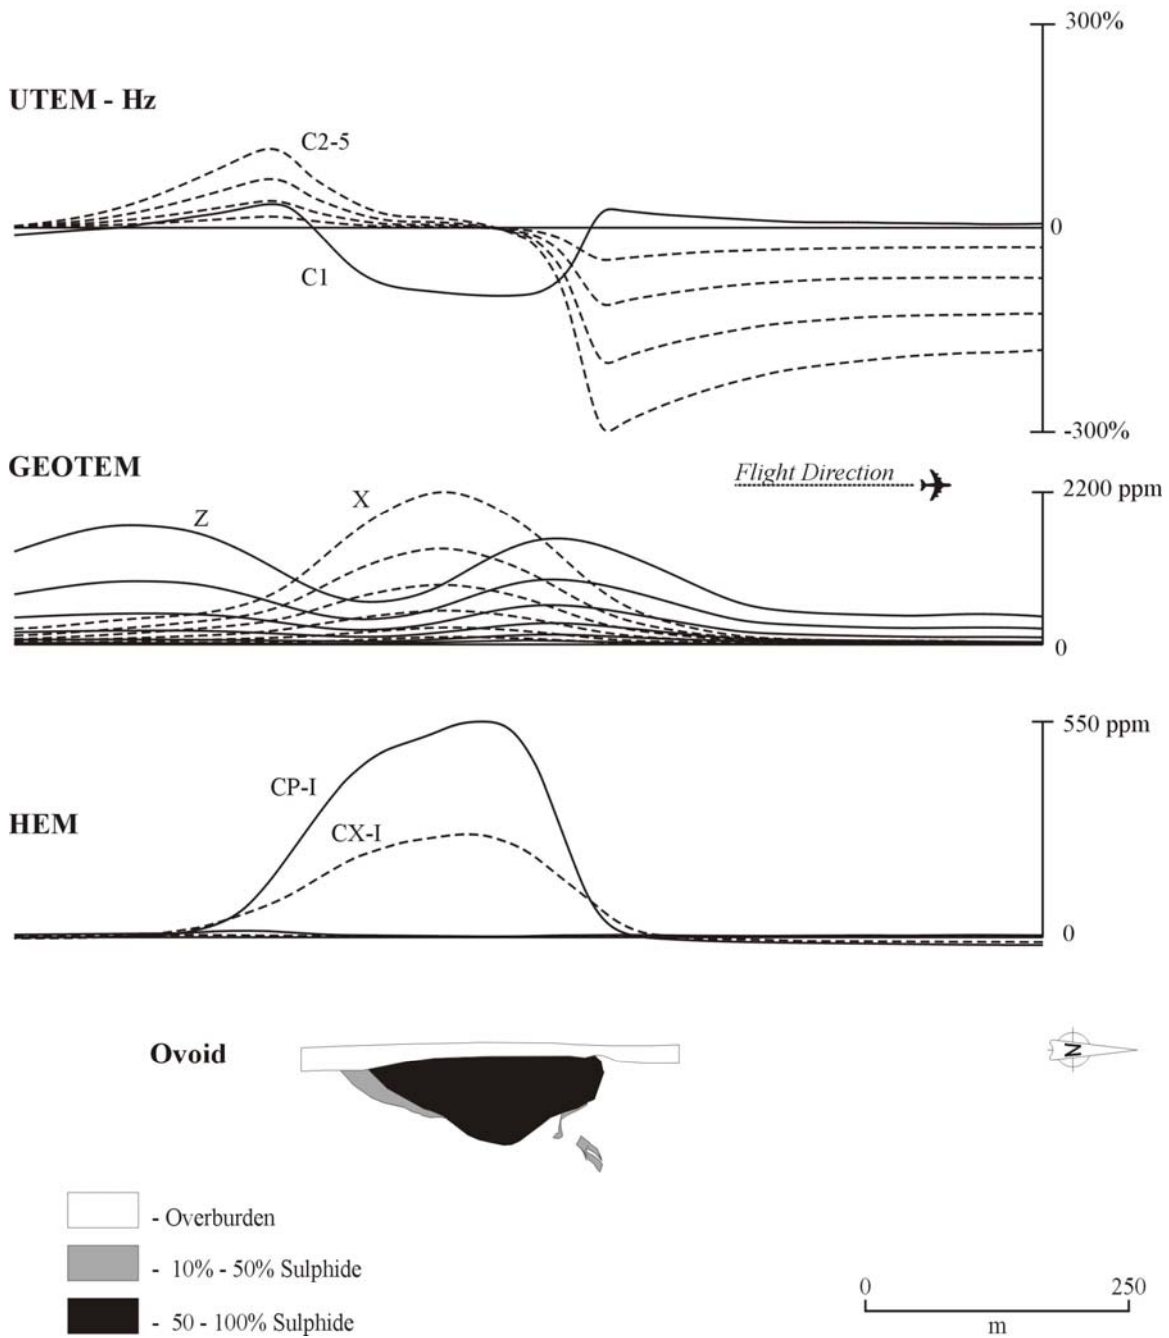 300%
UTEM - Hz
C2-5
0
C1
-300%
GEOTEM
Flight Direction
X
2200 ppm
Z
0
550 ppm
CP-I
HEM
CX-I
0
Ovoid
N
- Overburden
- 10% - 50% Sulphide
- 50 - 100% Sulphide
0 250
m